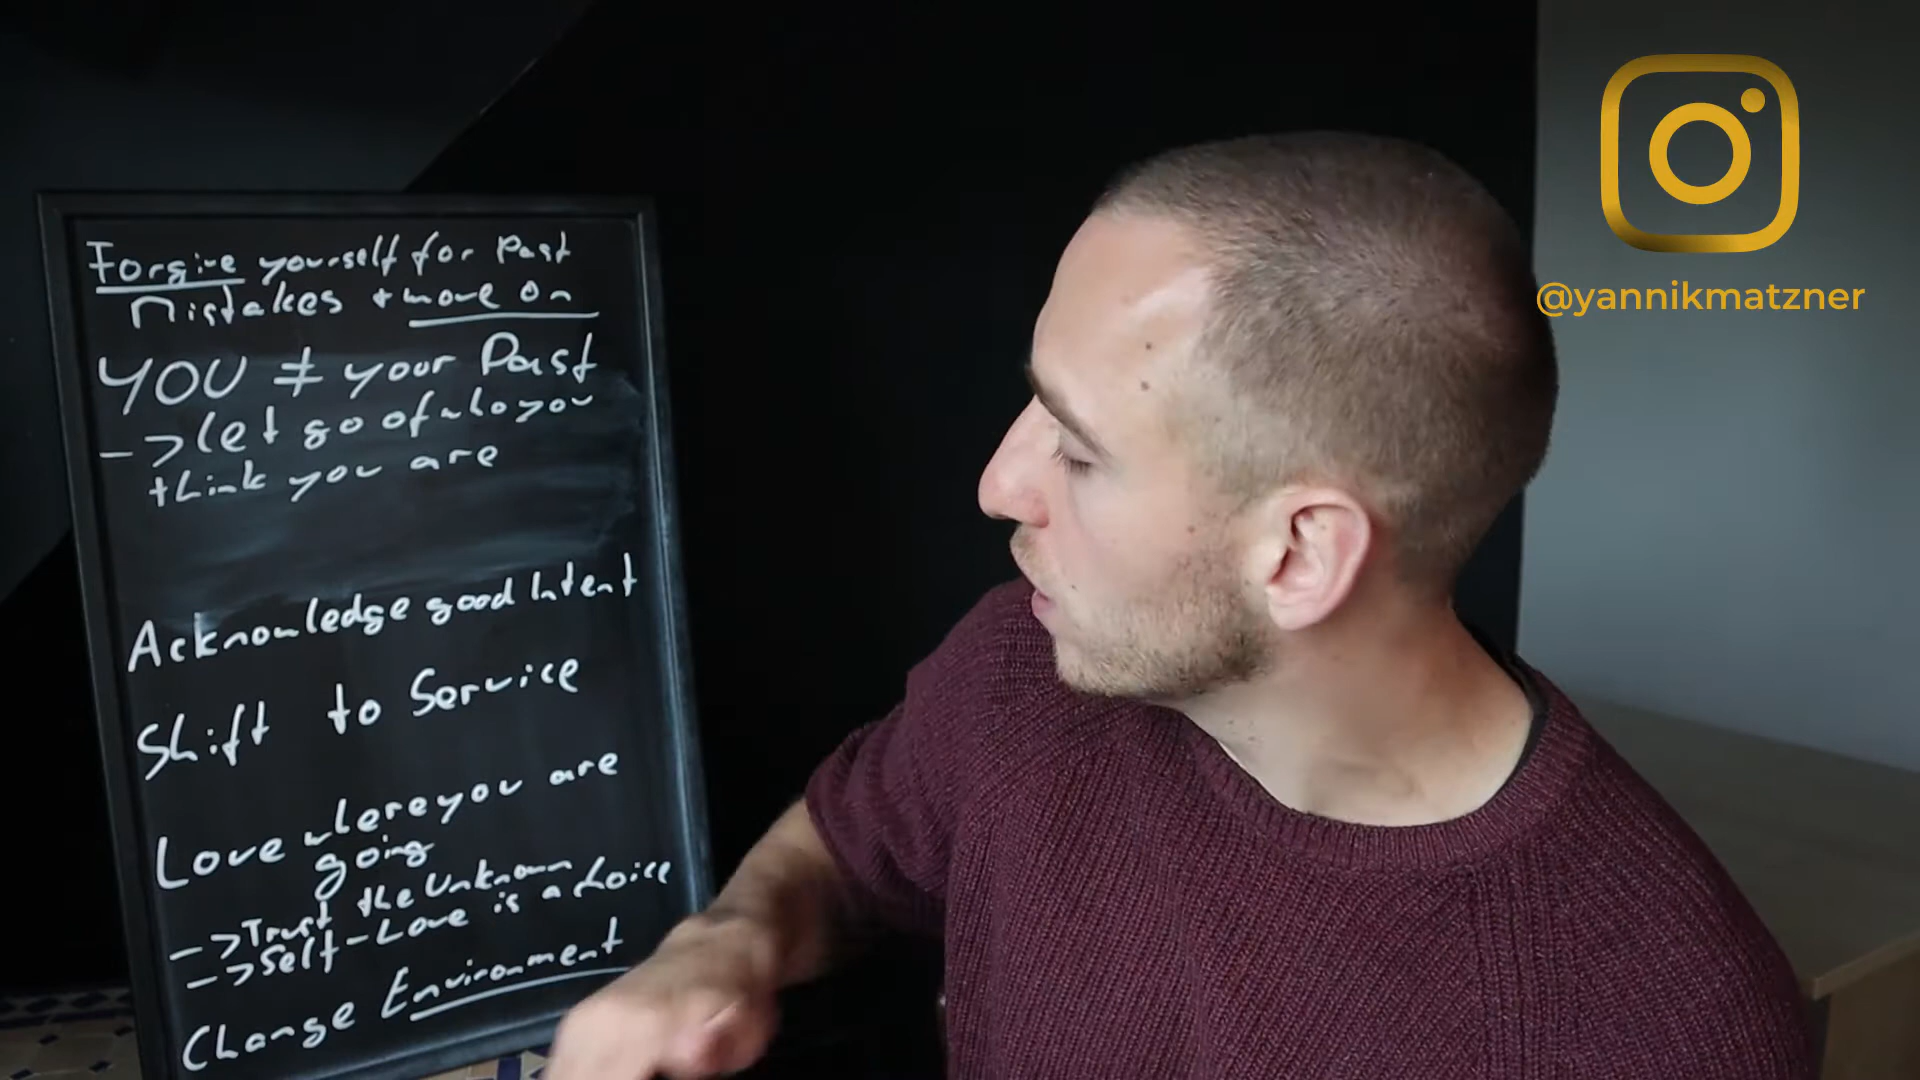 Forgive yourself for Past
Mistakes + move on
YOU ≠ your Past
-> let go of who you
think you are
Acknowledge good Intent
Shift to Service
Love where you are
going
-> Trust the Unknown
-> Self-Love is a choice
Change Environment
@yannikmatzner